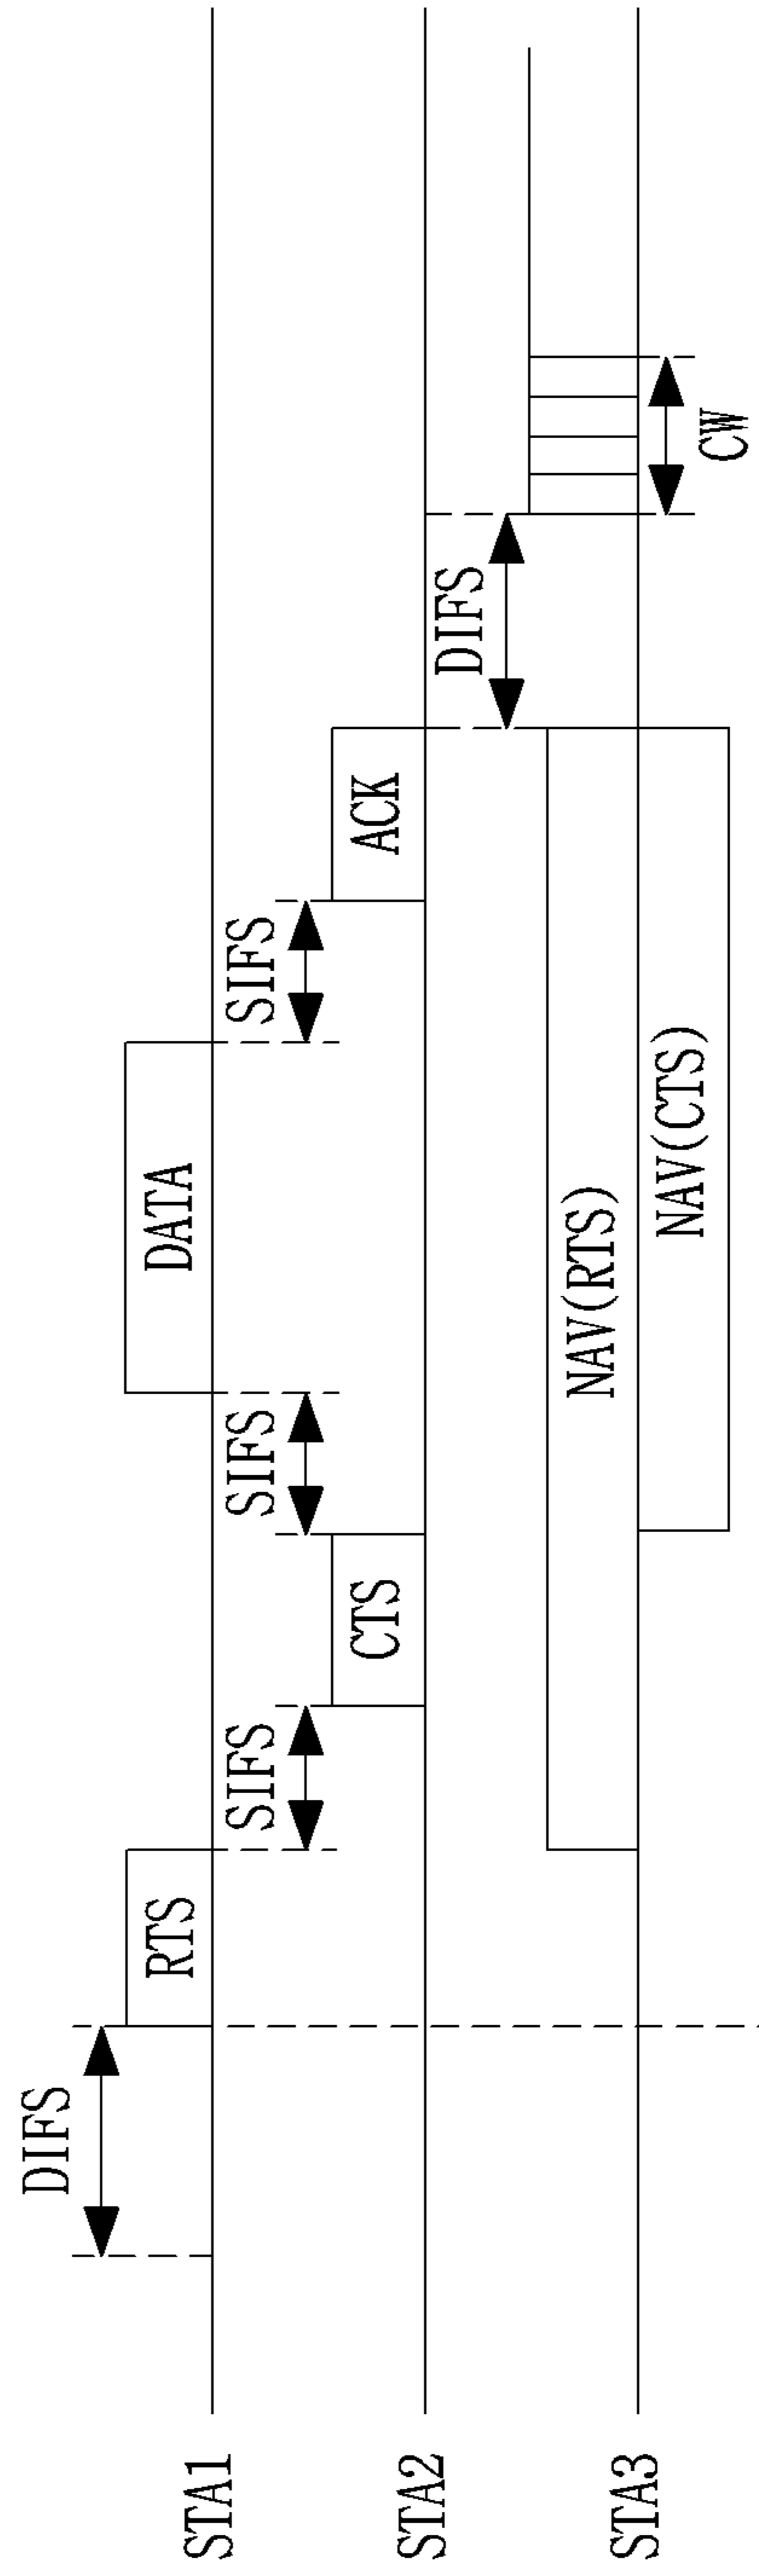 DIFS
RTS
DATA
STA1
SIFS
SIFS
SIFS
CTS
ACK
STA2
DIFS
NAV(RTS)
STA3
NAV(CTS)
CW